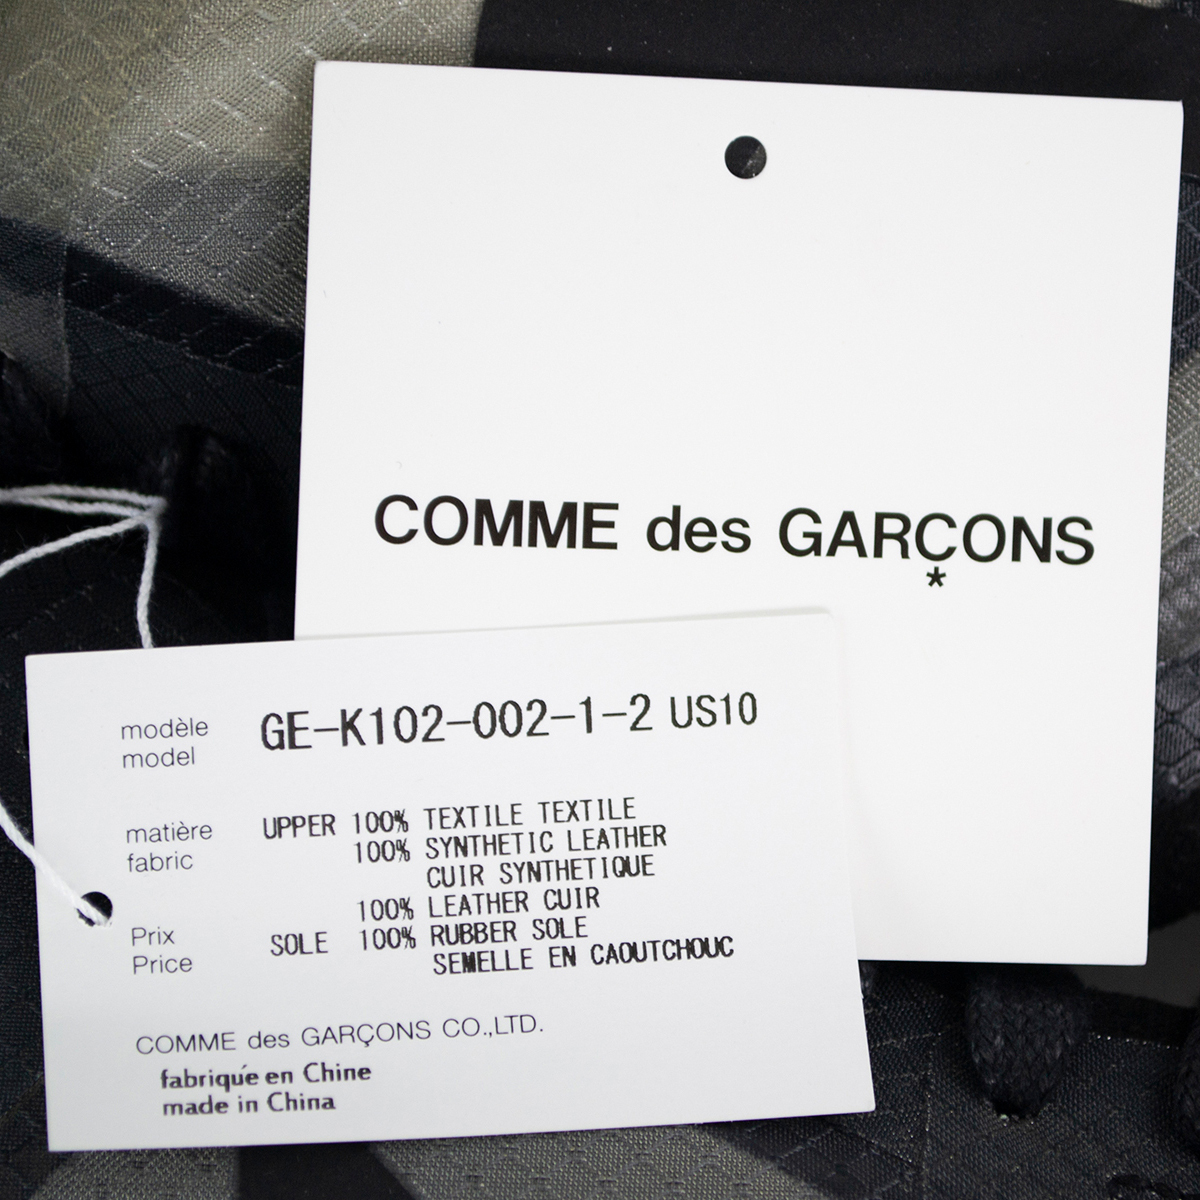 COMME des GARÇONS
*
modèle GE-K102-002-1-2 US10
model
matière UPPER 100% TEXTILE TEXTILE
fabric 100% SYNTHETIC LEATHER
CUIR SYNTHETIQUE
100% LEATHER CUIR
Prix SOLE 100% RUBBER SOLE
Price SEMELLE EN CAOUTCHOUC
COMME des GARÇONS CO.,LTD.
fabriqué en Chine
made in China